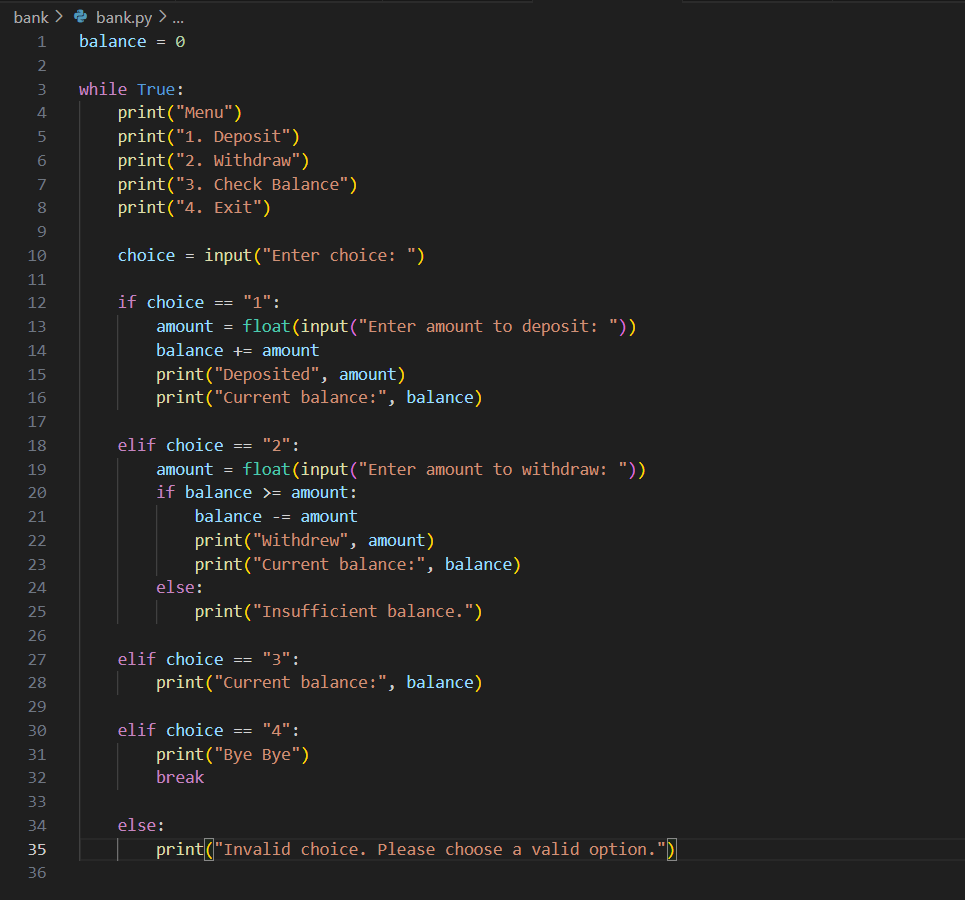 bank > bank.py > ...
1 balance = 0
2
3 while True:
4     print("Menu")
5     print("1. Deposit")
6     print("2. Withdraw")
7     print("3. Check Balance")
8     print("4. Exit")
9
10     choice = input("Enter choice: ")
11
12     if choice == "1":
13         amount = float(input("Enter amount to deposit: "))
14         balance += amount
15         print("Deposited", amount)
16         print("Current balance:", balance)
17
18     elif choice == "2":
19         amount = float(input("Enter amount to withdraw: "))
20         if balance >= amount:
21             balance -= amount
22             print("Withdrew", amount)
23             print("Current balance:", balance)
24         else:
25             print("Insufficient balance.")
26
27     elif choice == "3":
28         print("Current balance:", balance)
29
30     elif choice == "4":
31         print("Bye Bye")
32         break
33
34     else:
35         print("Invalid choice. Please choose a valid option.")
36